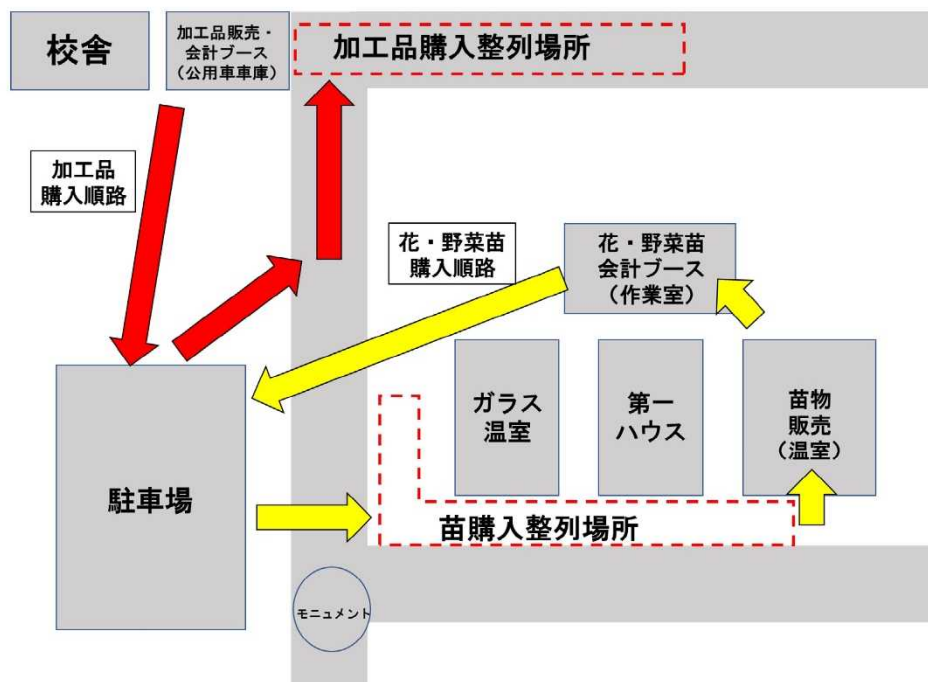 校舎
加工品販売・
会計ブース
（公用車車庫）
加工品購入整列場所
加工品
購入順路
花・野菜苗
購入順路
花・野菜苗
会計ブース
（作業室）
ガラス
温室
第一
ハウス
苗物
販売
（温室）
駐車場
苗購入整列場所
モニュメント